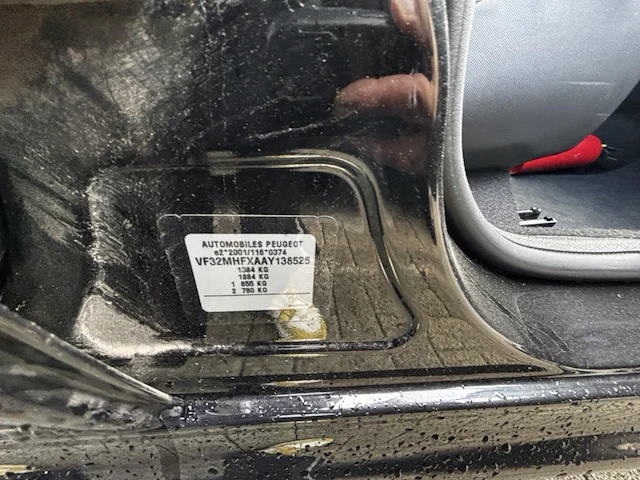 AUTOMOBILES PEUGEOT
e2*2001/116*0374
VF32MHFXAAY138525
1384 KG
1884 KG
1 855 KG
2 780 KG